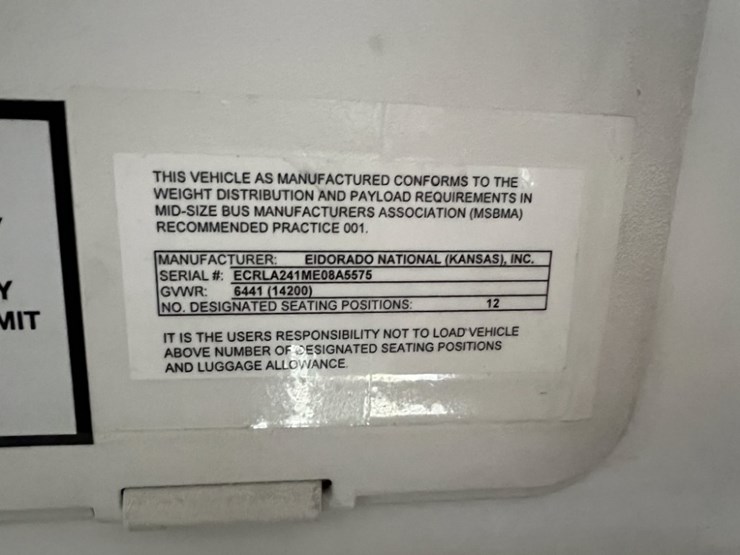 THIS VEHICLE AS MANUFACTURED CONFORMS TO THE
WEIGHT DISTRIBUTION AND PAYLOAD REQUIREMENTS IN
MID-SIZE BUS MANUFACTURERS ASSOCIATION (MSBMA)
RECOMMENDED PRACTICE 001.
MANUFACTURER: ElDORADO NATIONAL (KANSAS), INC.
SERIAL #: ECRLA241ME08A5575
GVWR: 6441 (14200)
NO. DESIGNATED SEATING POSITIONS: 12
IT IS THE USERS RESPONSIBILITY NOT TO LOAD VEHICLE
ABOVE NUMBER OF DESIGNATED SEATING POSITIONS
AND LUGGAGE ALLOWANCE.
Y
MIT